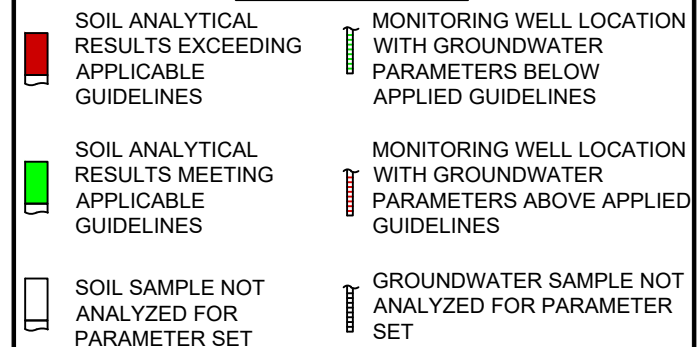 SOIL ANALYTICAL
RESULTS EXCEEDING
APPLICABLE
GUIDELINES
MONITORING WELL LOCATION
WITH GROUNDWATER
PARAMETERS BELOW
APPLIED GUIDELINES
SOIL ANALYTICAL
RESULTS MEETING
APPLICABLE
GUIDELINES
MONITORING WELL LOCATION
WITH GROUNDWATER
PARAMETERS ABOVE APPLIED
GUIDELINES
SOIL SAMPLE NOT
ANALYZED FOR
PARAMETER SET
GROUNDWATER SAMPLE NOT
ANALYZED FOR PARAMETER
SET